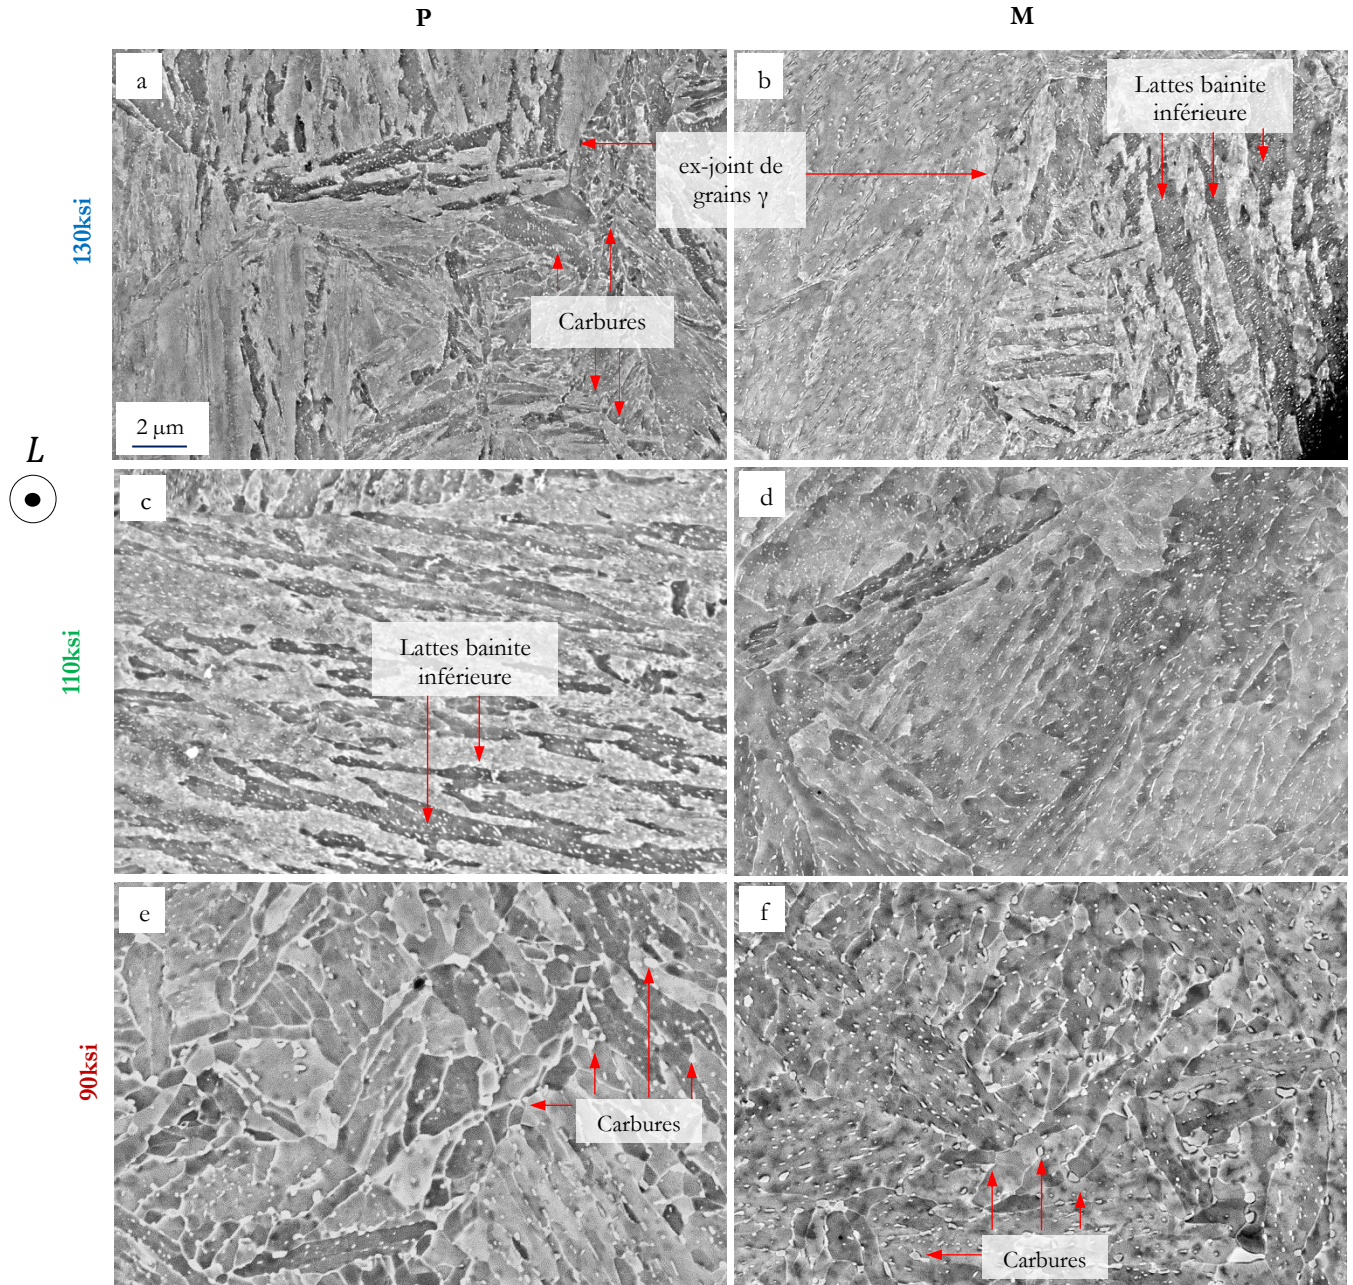 P
M
a
b
Lattes bainite
inférieure
ex-joint de
grains γ
130ksi
Carbures
2 µm
L
c
d
110ksi
Lattes bainite
inférieure
e
f
90ksi
Carbures
Carbures